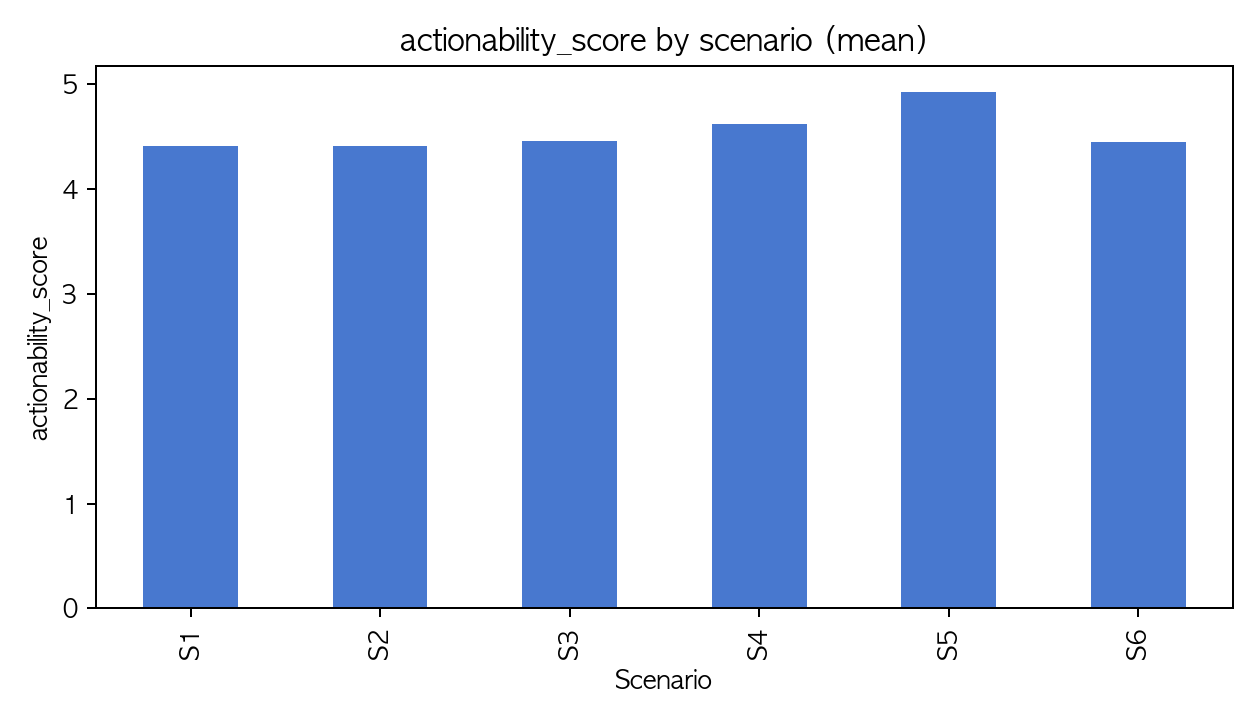 actionability_score by scenario (mean)
actionability_score
5
4
3
2
1
0
S1
S2
S3
S4
S5
S6
Scenario